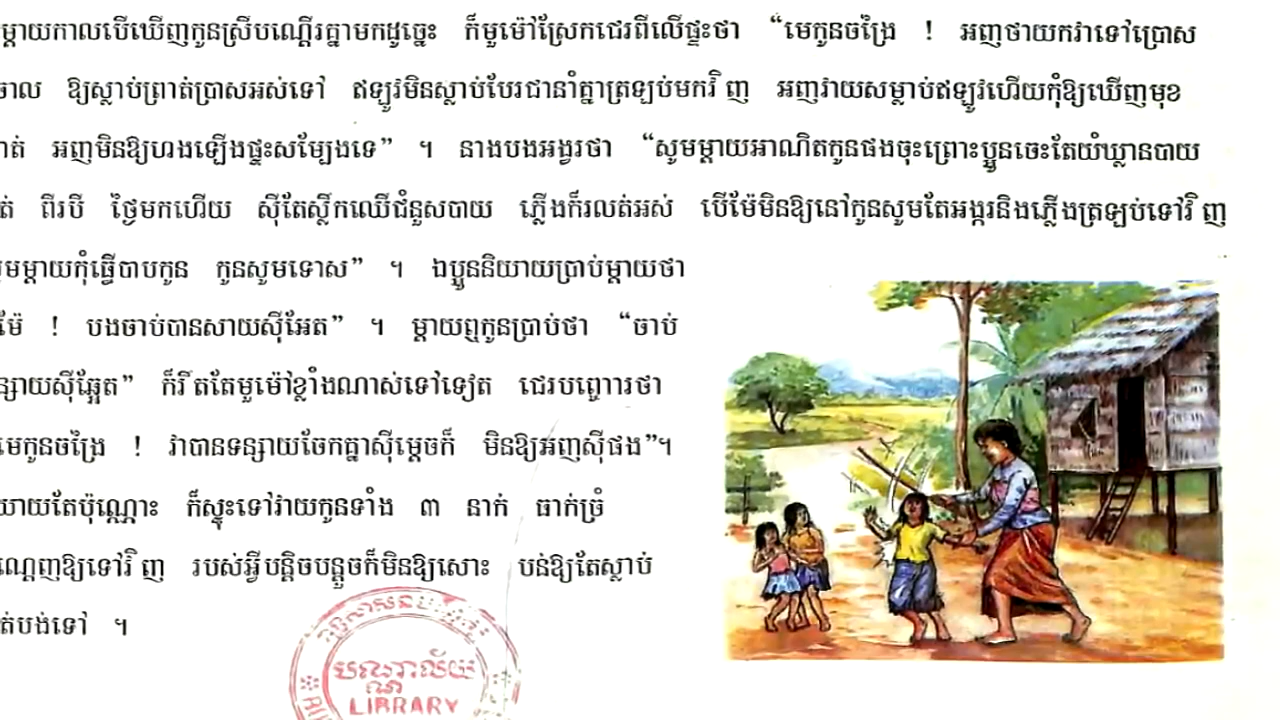 ម្ដាយកាលបើឃើញកូនស្រីបណ្ដើរគ្នាមកដូច្នេះ ក៏មួម៉ៅស្រែកជេរពីលើផ្ទះថា “មេកូនចង្រៃ ! អញថាយកវាទៅប្រោស
ចោល ឱ្យស្លាប់ព្រាត់ប្រាសអស់ទៅ ឥឡូវមិនស្លាប់បែរជានាំគ្នាត្រឡប់មកវិញ អញវាយសម្លាប់ឥឡូវហើយកុំឱ្យឃើញមុខ
អញមិនឱ្យហងឡើងផ្ទះសម្បែងទេ” ។ នាងបងអង្វរថា “សូមម្ដាយអាណិតកូនផងចុះព្រោះប្អូនចេះតែយំឃ្លានបាយ
ពីរបី ថ្ងៃមកហើយ ស៊ីតែស្លឹកឈើជំនួសបាយ ភ្លើងក៏រលត់អស់ បើម៉ែមិនឱ្យនៅកូនសូមតែអង្ករនិងភ្លើងត្រឡប់ទៅវិញ
ម្ដាយកុំធ្វើបាបកូន កូនសូមទោស” ។ ឯប្អូននិយាយប្រាប់ម្ដាយថា
ម៉ែ ! បងចាប់បានសាយស៊ីអែត” ។ ម្ដាយឮកូនប្រាប់ថា “ចាប់
ស៊ីឆ្អែត” ក៏រឹតតែមួម៉ៅខ្លាំងណាស់ទៅទៀត ជេរបញ្ចោរថា
មេកូនចង្រៃ ! វាបានទន្សាយចែកគ្នាស៊ីម្ដេចក៏ មិនឱ្យអញស៊ីផង”។
តែប៉ុណ្ណោះ ក៏ស្ទុះទៅវាយកូនទាំង ៣ នាក់ ធាក់ច្រំ
ឱ្យទៅវិញ របស់អ្វីបន្ដិចបន្ដួចក៏មិនឱ្យសោះ បន់ឱ្យតែស្លាប់
បង់ទៅ ។
បណ្ណាល័យ
LIBRARY